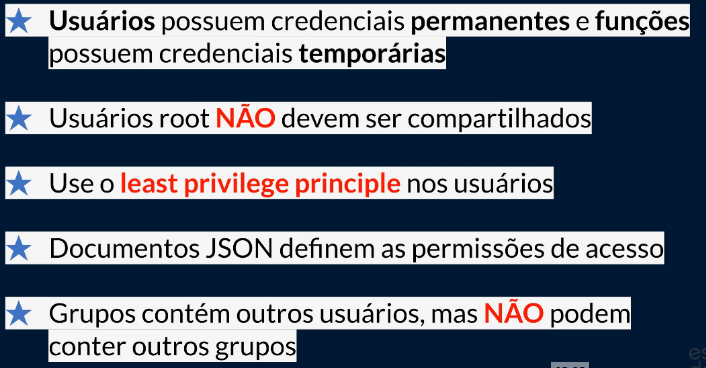 Usuários possuem credenciais permanentes e funções
possuem credenciais temporárias
Usuários root NÃO devem ser compartilhados
Use o least privilege principle nos usuários
Documentos JSON definem as permissões de acesso
Grupos contém outros usuários, mas NÃO podem
conter outros grupos